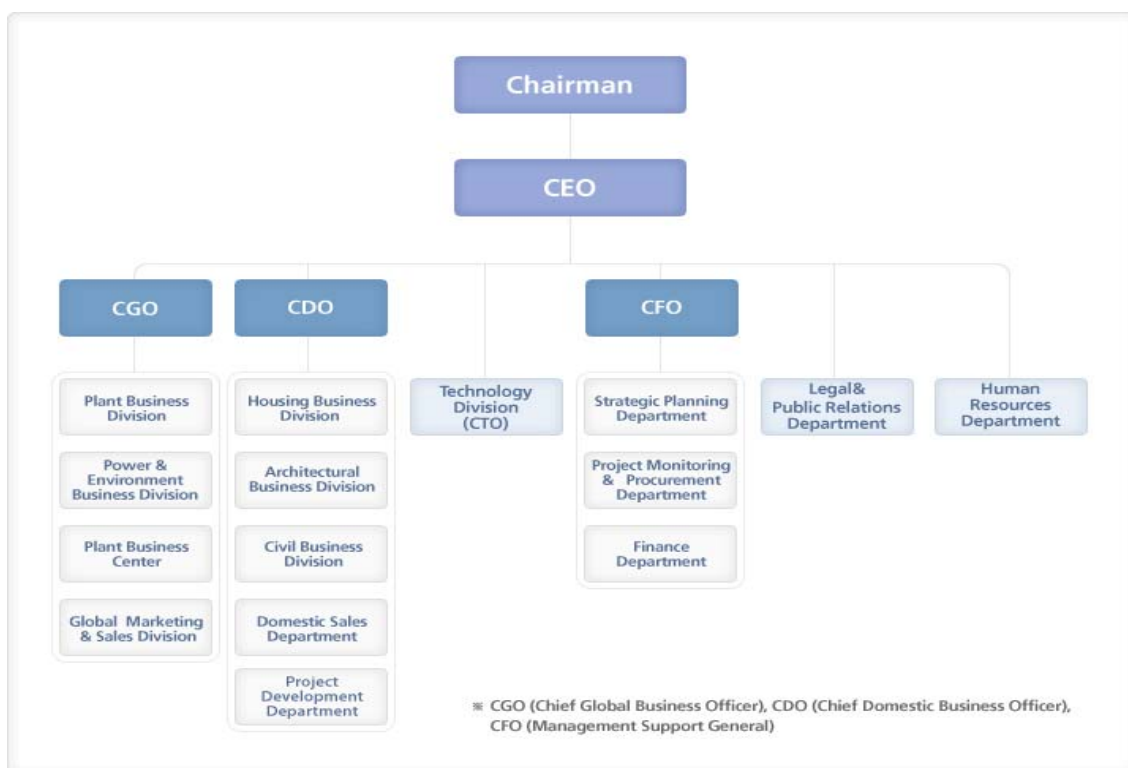 Chairman
CEO
CGO
CDO
CFO
Plant Business
Division
Power &
Environment
Business Division
Plant Business
Center
Global Marketing
& Sales Division
Housing Business
Division
Architectural
Business Division
Civil Business
Division
Domestic Sales
Department
Project
Development
Department
Technology
Division
(CTO)
Strategic Planning
Department
Project Monitoring
& Procurement
Department
Finance
Department
Legal&
Public Relations
Department
Human
Resources
Department
※ CGO (Chief Global Business Officer), CDO (Chief Domestic Business Officer),
CFO (Management Support General)